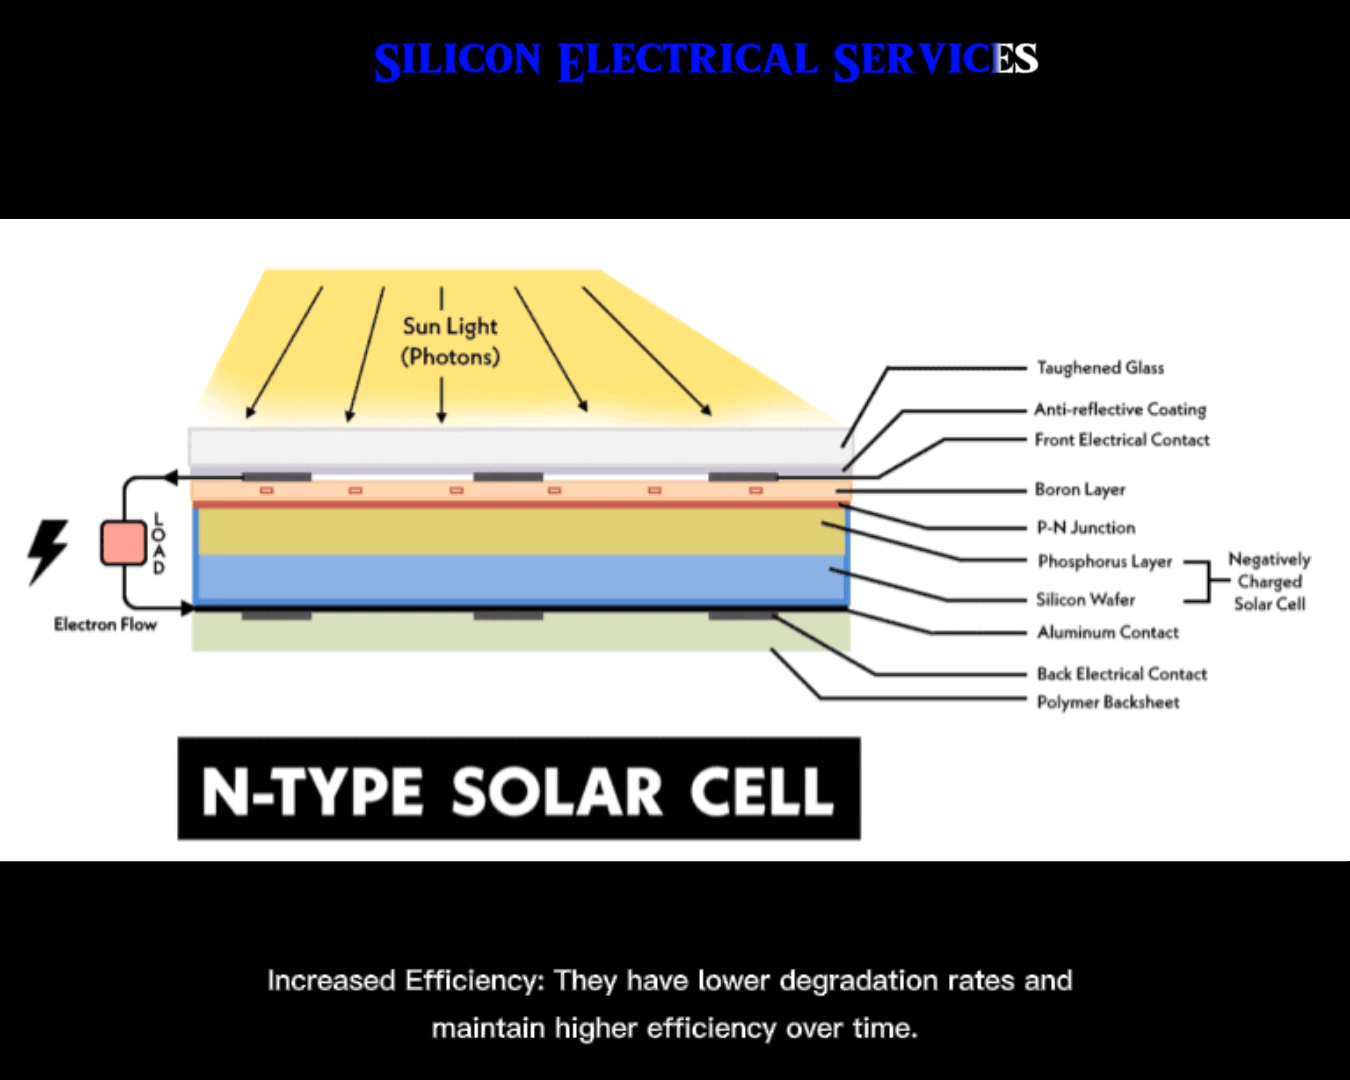 Silicon Electrical Services
Sun Light
(Photons)
Taughened Glass
Anti-reflective Coating
Front Electrical Contact
Boron Layer
P-N Junction
Phosphorus Layer
Silicon Wafer
Negatively
Charged
Solar Cell
Aluminum Contact
Back Electrical Contact
Polymer Backsheet
LOAD
Electron Flow
N-TYPE SOLAR CELL
Increased Efficiency: They have lower degradation rates and
maintain higher efficiency over time.